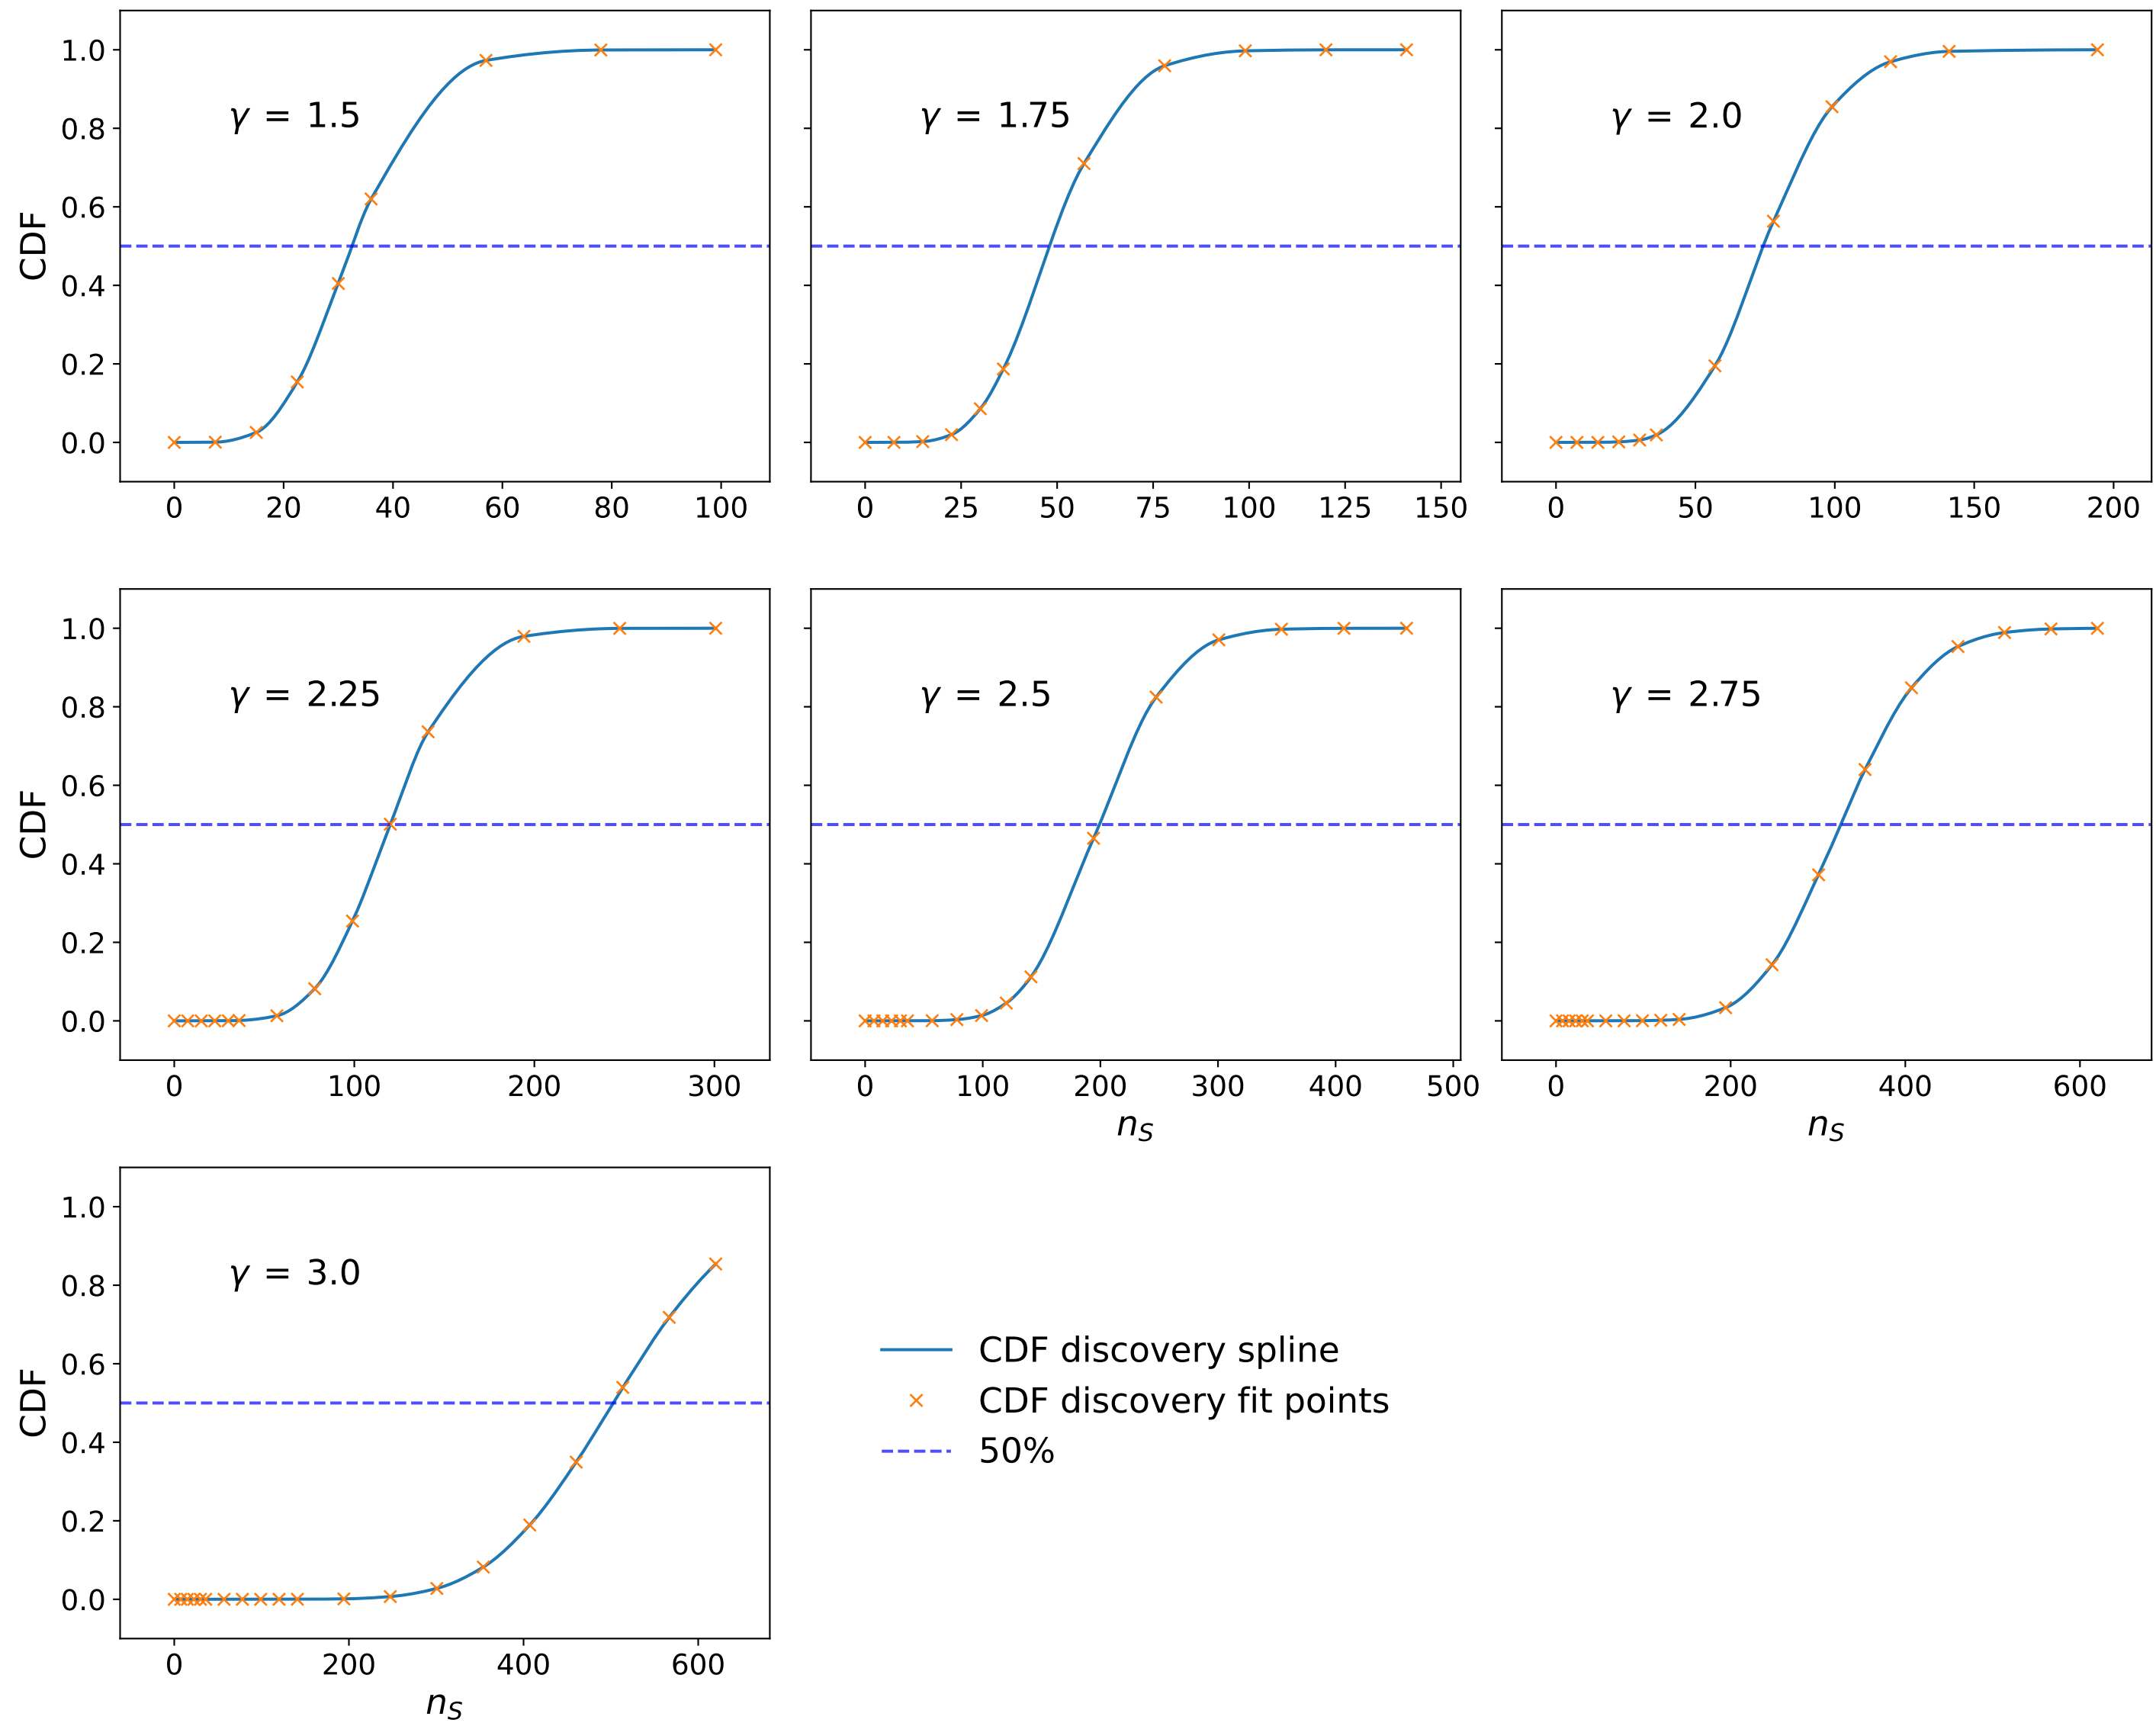 CDF
1.0
0.8
0.6
0.4
0.2
0.0
γ = 1.5
0 20 40 60 80 100
γ = 1.75
0 25 50 75 100 125 150
γ = 2.0
0 50 100 150 200
CDF
1.0
0.8
0.6
0.4
0.2
0.0
γ = 2.25
0 100 200 300
γ = 2.5
0 100 200 300 400 500
n_S
γ = 2.75
0 200 400 600
n_S
CDF
1.0
0.8
0.6
0.4
0.2
0.0
γ = 3.0
0 200 400 600
n_S
CDF discovery spline
CDF discovery fit points
50%